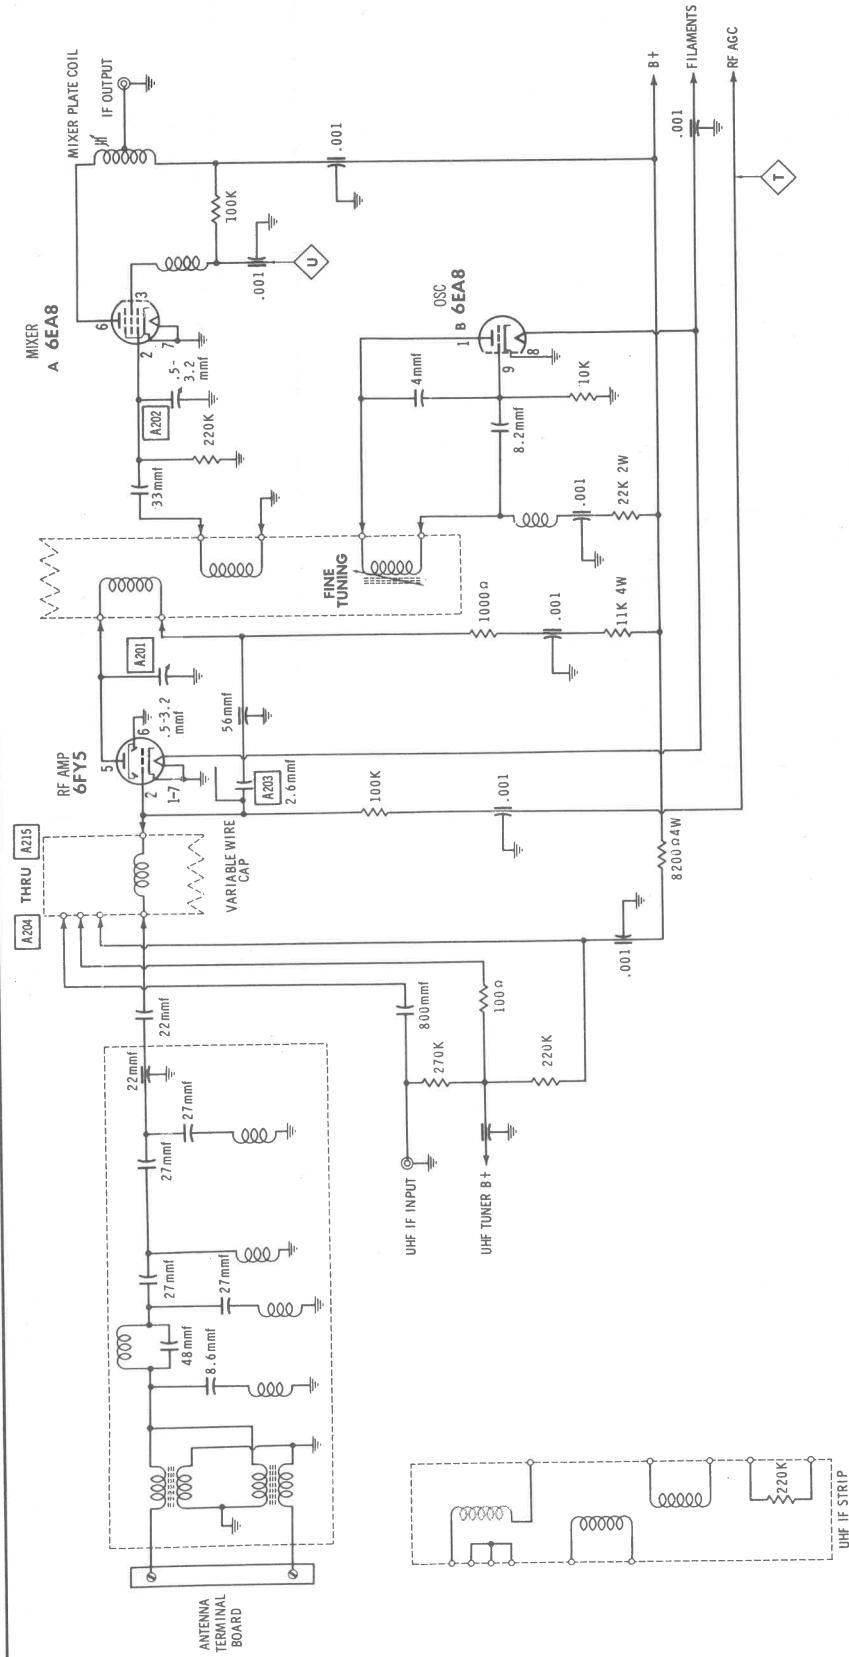 ANTENNA
TERMINAL
BOARD
8.6mmf
48mmf
27mmf
27mmf
27mmf
27mmf
22mmf
22mmf
A204
THRU
A215
VARIABLE WIRE
CAP
RF AMP
6FY5
5
6
2
1-7
A201
.5-3.2
mmf
56mmf
A203
2.6mmf
100K
.001
1000Ω
.001
11K 4W
8200Ω4W
.001
FINE
TUNING
33mmf
A202
.5-
3.2
mmf
220K
MIXER
A 6EA8
6
3
2
7
MIXER PLATE COIL
IF OUTPUT
100K
.001
U
.001
OSC
6EA8
B
1
9
8
4mmf
8.2mmf
10K
.001
22K 2W
B+
FILAMENTS
.001
RF AGC
T
UHF IF INPUT
800mmf
270K
100Ω
220K
UHF TUNER B+
220K
UHF IF STRIP